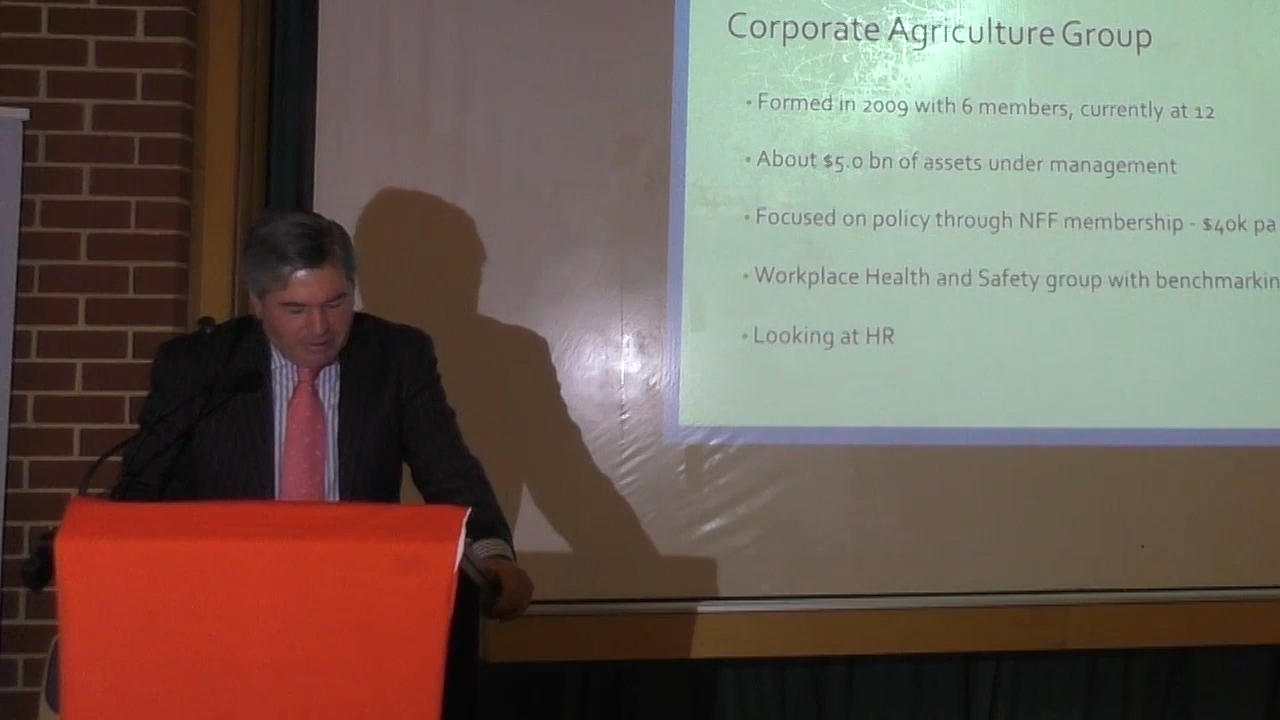 Corporate Agriculture Group
• Formed in 2009 with 6 members, currently at 12
• About $5.0 bn of assets under management
• Focused on policy through NFF membership - $40k pa
• Workplace Health and Safety group with benchmarkin
• Looking at HR